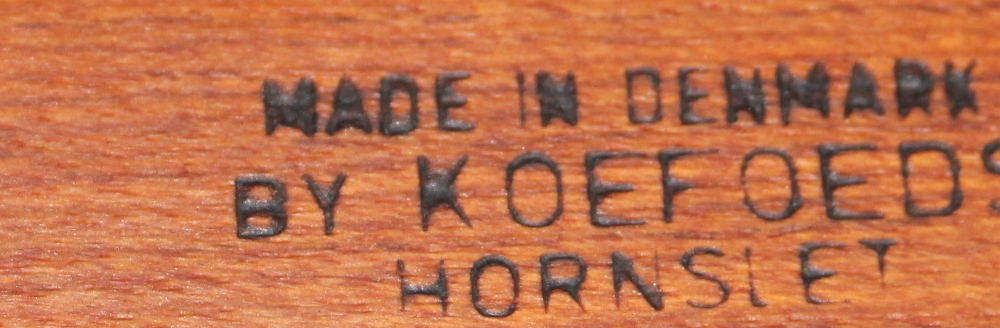 MADE IN DENMARK
BY KOEFOEDS
HORNSLET